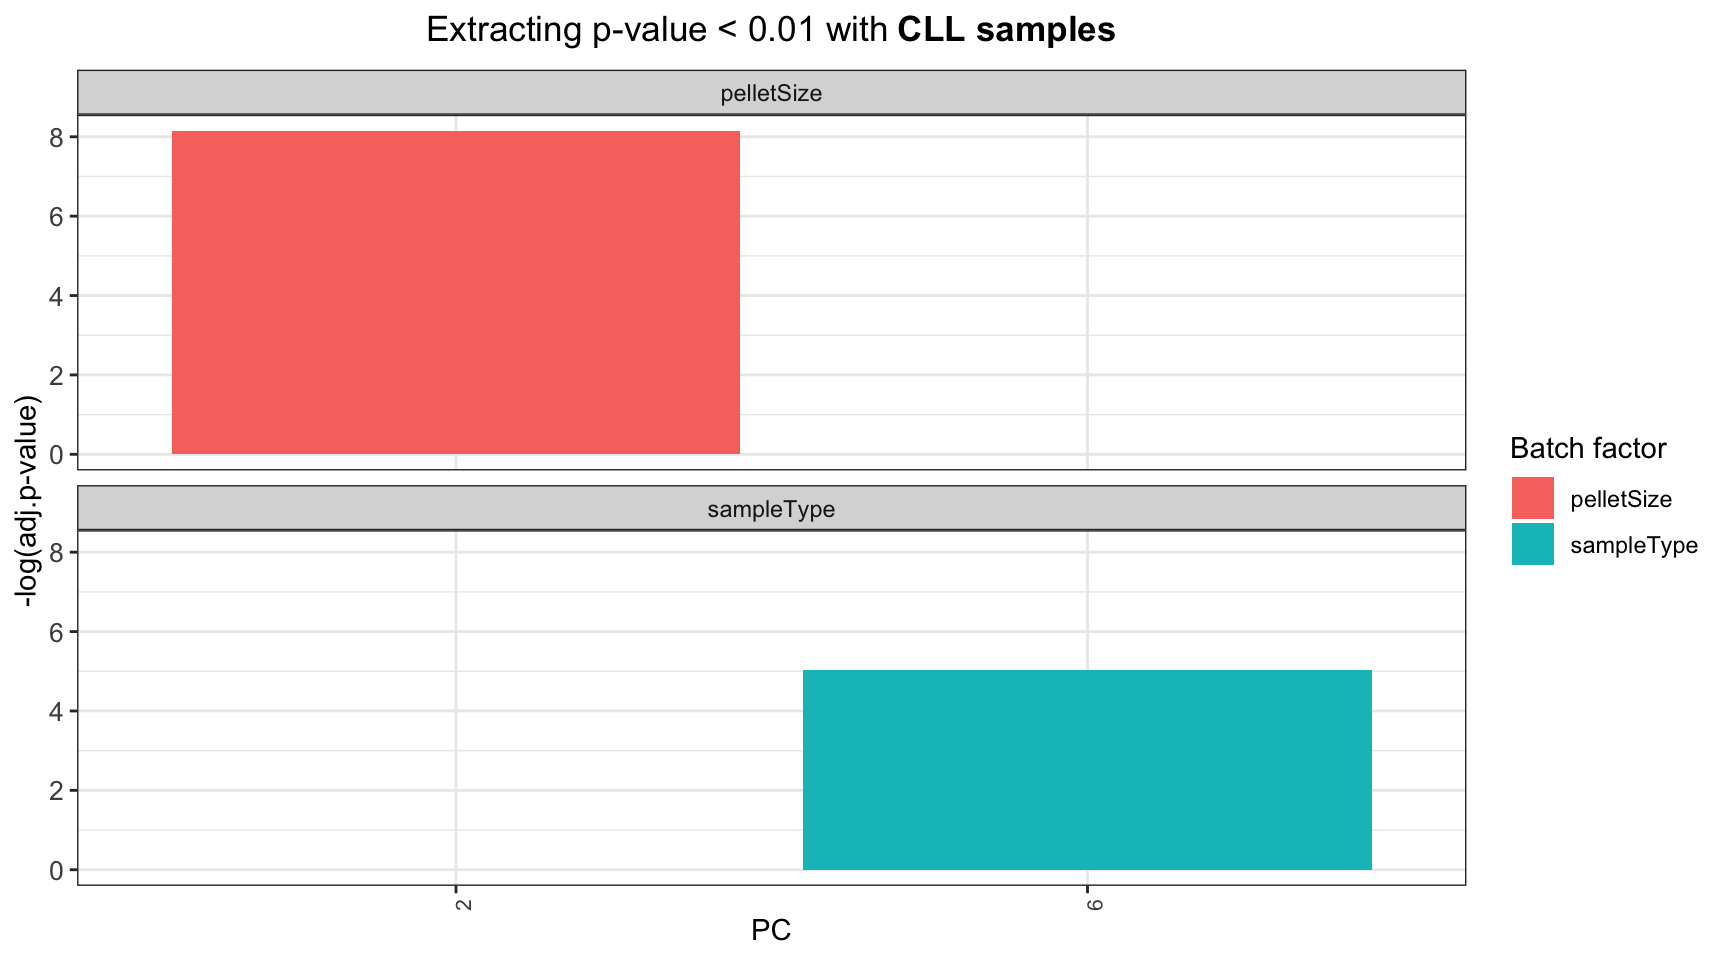 Extracting p-value < 0.01 with CLL samples
pelletSize
8
6
4
2
0
sampleType
8
6
4
2
0
2
6
PC
-log(adj.p-value)
Batch factor
pelletSize
sampleType